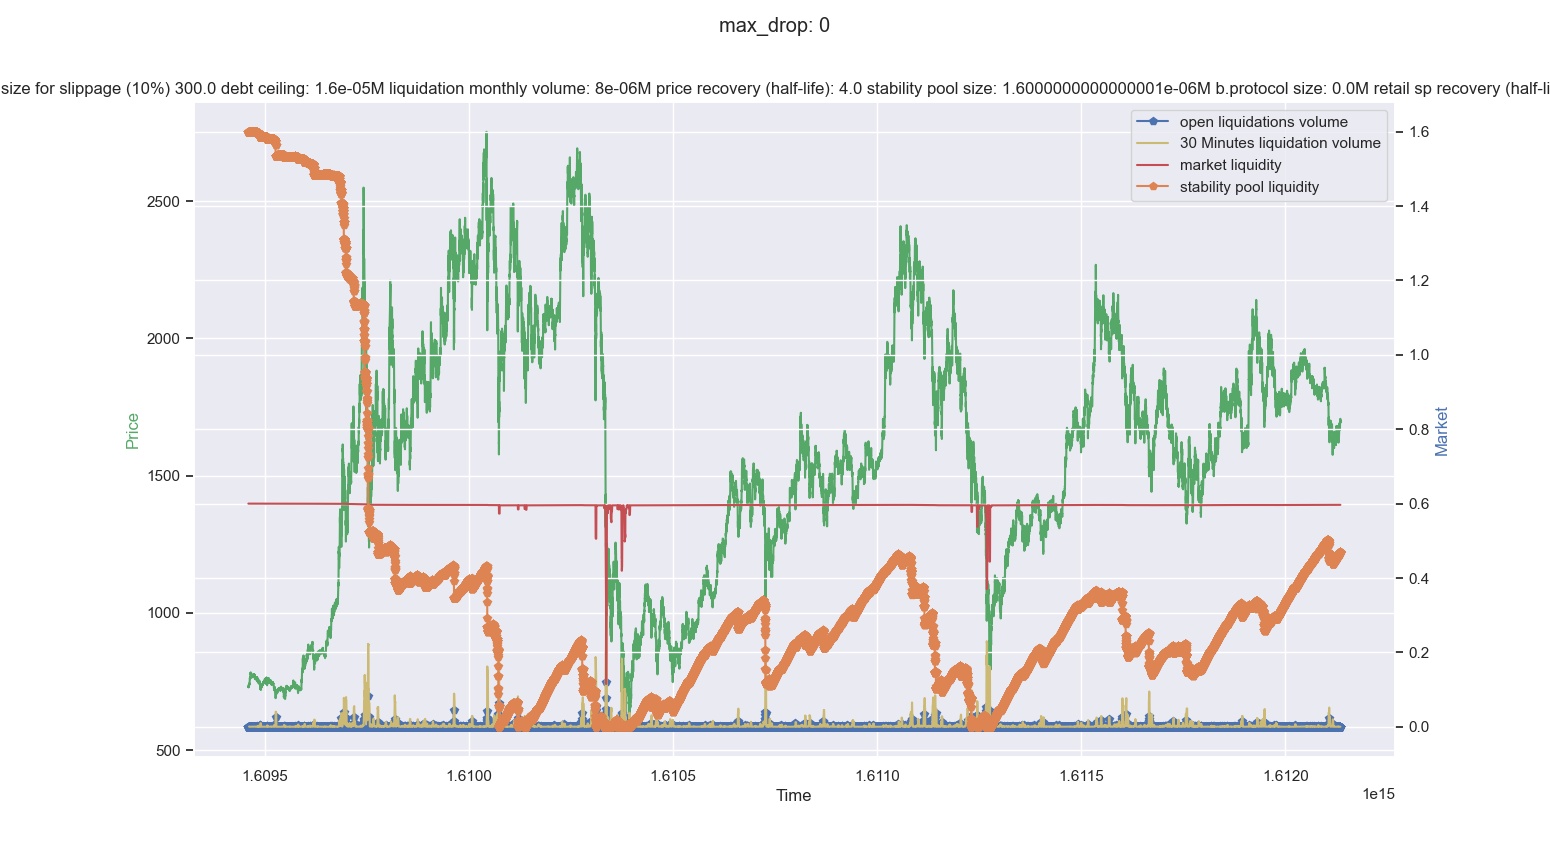 max_drop: 0
size for slippage (10%) 300.0 debt ceiling: 1.6e-05M liquidation monthly volume: 8e-06M price recovery (half-life): 4.0 stability pool size: 1.6000000000000001e-06M b.protocol size: 0.0M retail sp recovery (half-li
open liquidations volume
30 Minutes liquidation volume
market liquidity
stability pool liquidity
2500
2000
1500
1000
500
Price
1.6
1.4
1.2
1.0
0.8
0.6
0.4
0.2
0.0
Market
1.6095
1.6100
1.6105
1.6110
1.6115
1.6120
Time
1e15